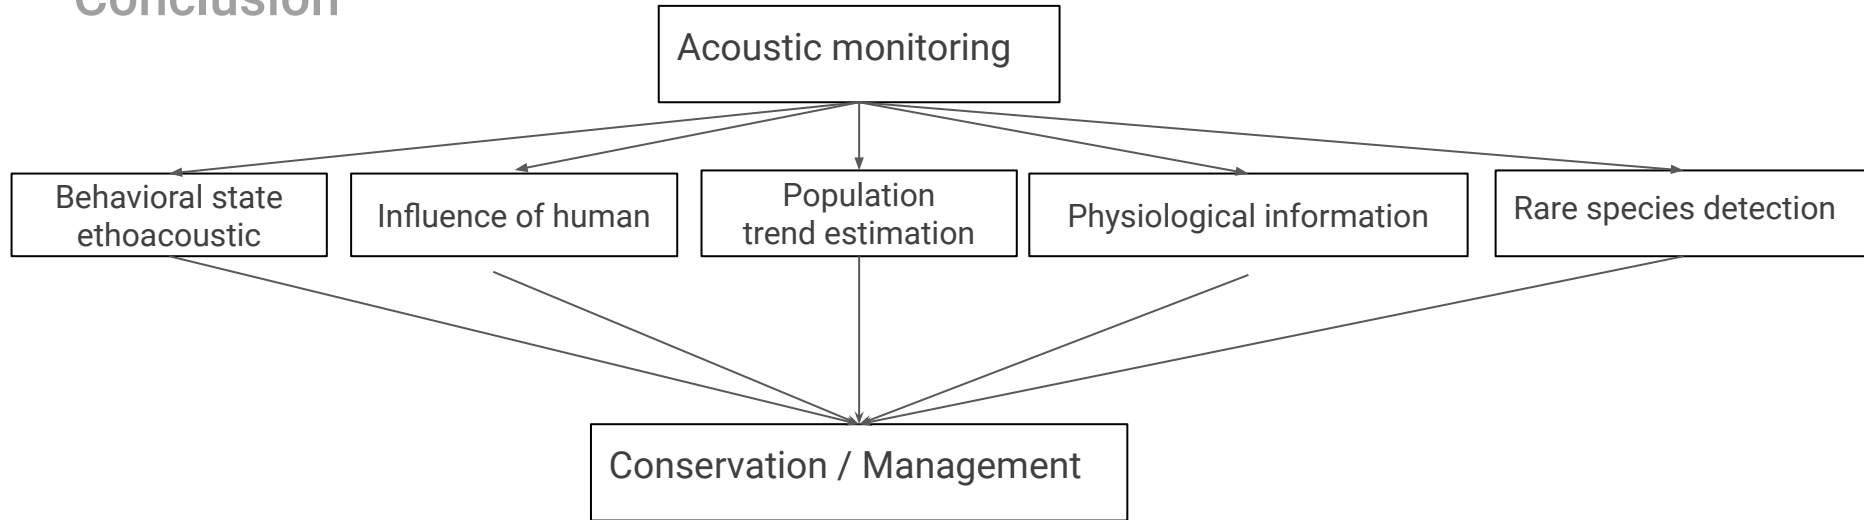 Conclusion
Acoustic monitoring
Behavioral state
ethoacoustic
Influence of human
Population
trend estimation
Physiological information
Rare species detection
Conservation / Management